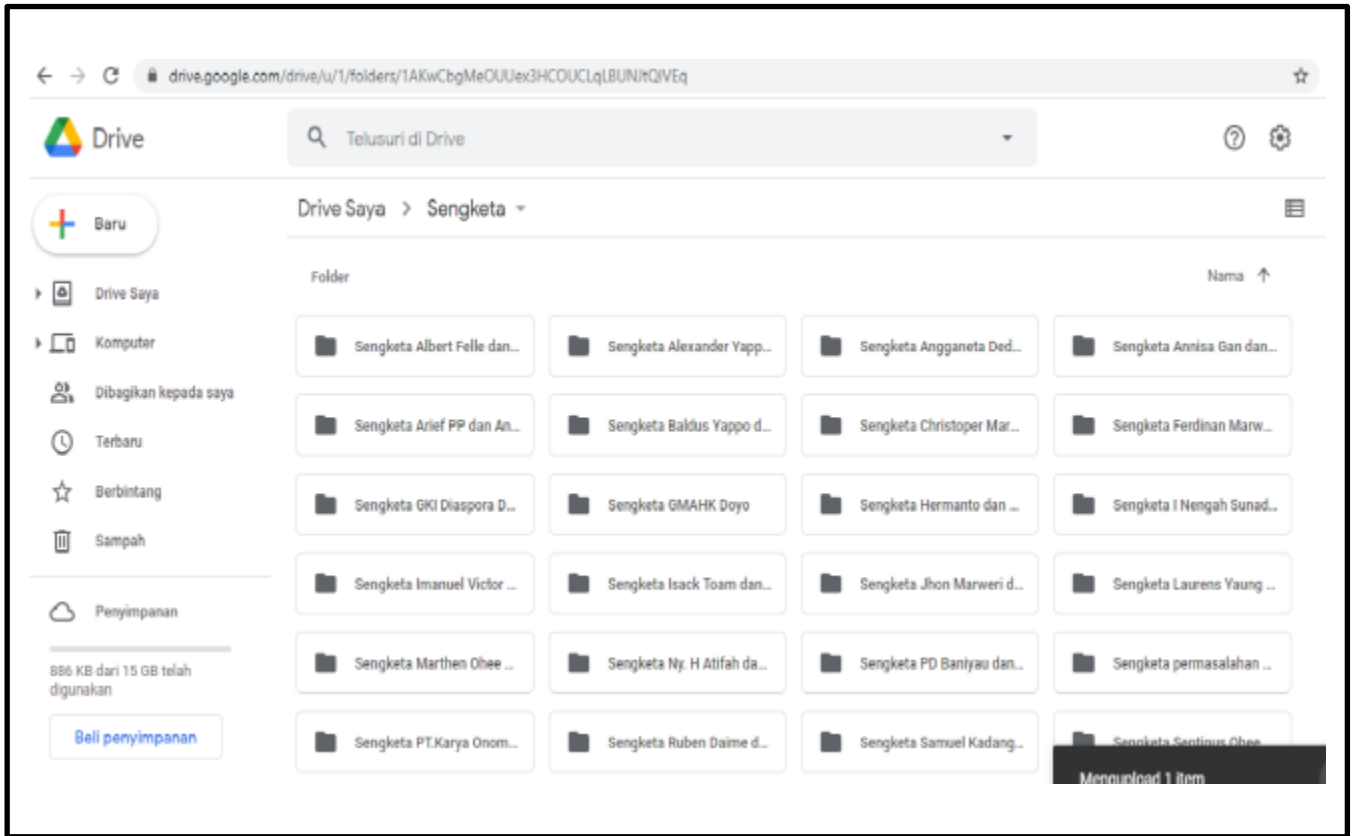 drive.google.com/drive/u/1/folders/1AKwCbgMeOUUex3HCOUCLqLBUNJtQIVEq
Drive
Telusuri di Drive
Baru
Drive Saya > Sengketa
Drive Saya
Komputer
Dibagikan kepada saya
Terbaru
Berbintang
Sampah
Penyimpanan
886 KB dari 15 GB telah
digunakan
Beli penyimpanan
Folder
Nama
Sengketa Albert Felle dan...
Sengketa Alexander Yapp...
Sengketa Angganeta Ded...
Sengketa Annisa Gan dan...
Sengketa Arief PP dan An...
Sengketa Baldus Yappo d...
Sengketa Christoper Mar...
Sengketa Ferdinan Marw...
Sengketa GKI Diaspora D...
Sengketa GMAHK Doyo
Sengketa Hermanto dan ...
Sengketa I Nengah Sunad...
Sengketa Imanuel Victor ...
Sengketa Isack Toam dan...
Sengketa Jhon Marweri d...
Sengketa Laurens Yaung ...
Sengketa Marthen Ohee ...
Sengketa Ny. H Atifah da...
Sengketa PD Baniyau dan...
Sengketa permasalahan ...
Sengketa PT.Karya Onom...
Sengketa Ruben Daime d...
Sengketa Samuel Kadang...
Sengketa Sentinus Ohee
Mengupload 1 item